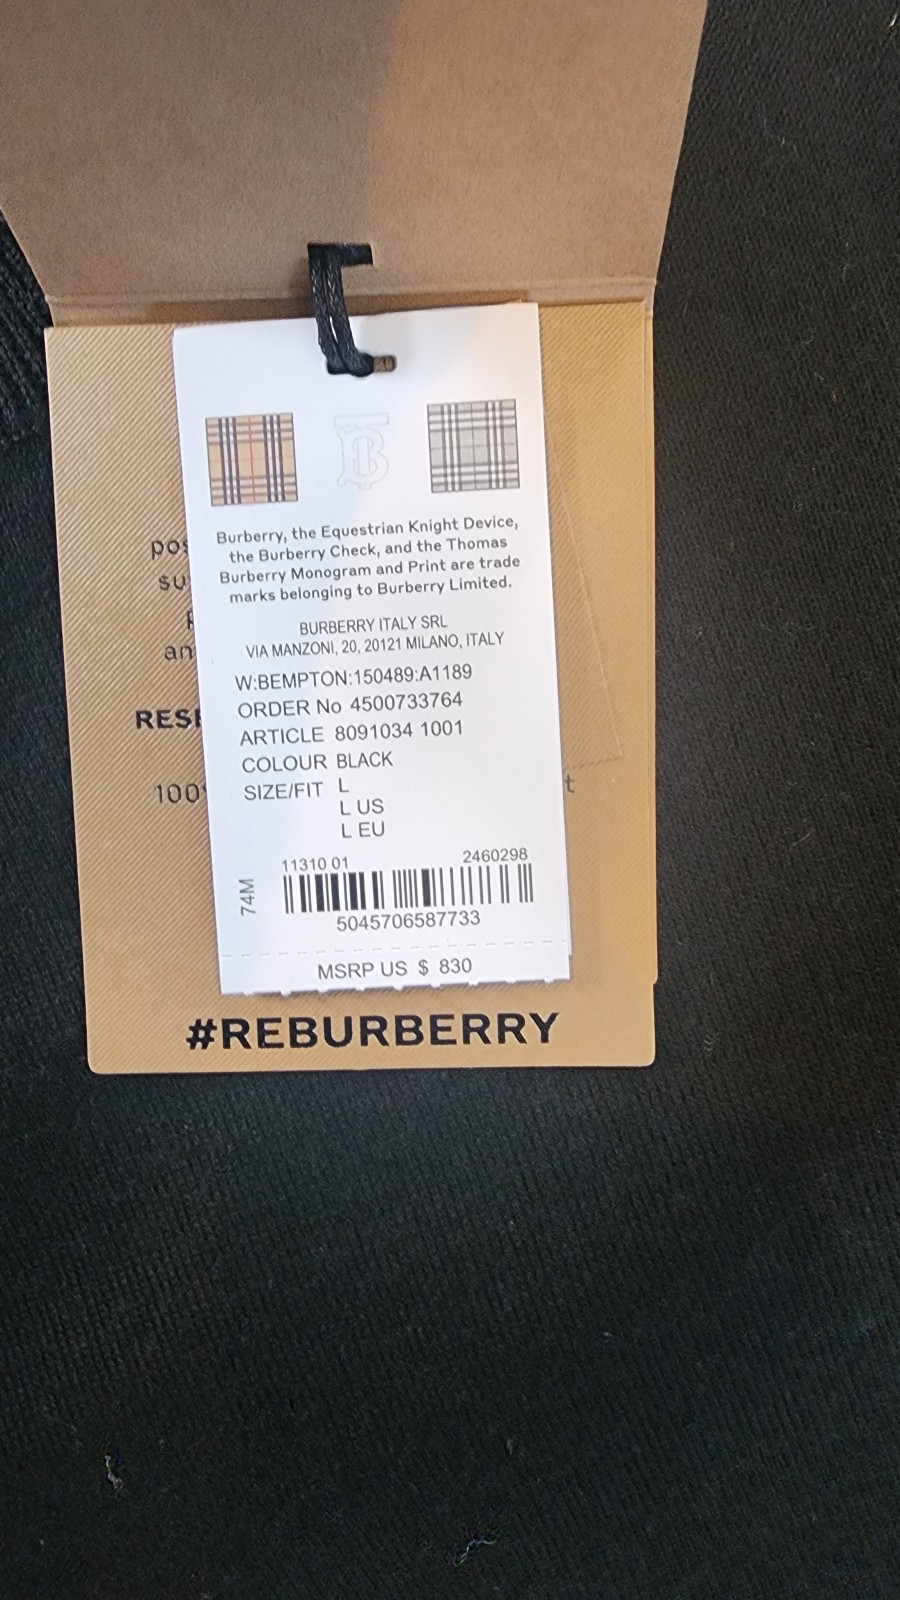 Burberry, the Equestrian Knight Device,
the Burberry Check, and the Thomas
Burberry Monogram and Print are trade
marks belonging to Burberry Limited.
BURBERRY ITALY SRL
VIA MANZONI, 20, 20121 MILANO, ITALY
W:BEMPTON:150489:A1189
ORDER No 4500733764
ARTICLE 8091034 1001
COLOUR BLACK
SIZE/FIT L
L US
L EU
11310 01 2460298
74M
5045706587733
MSRP US $ 830
#REBURBERRY